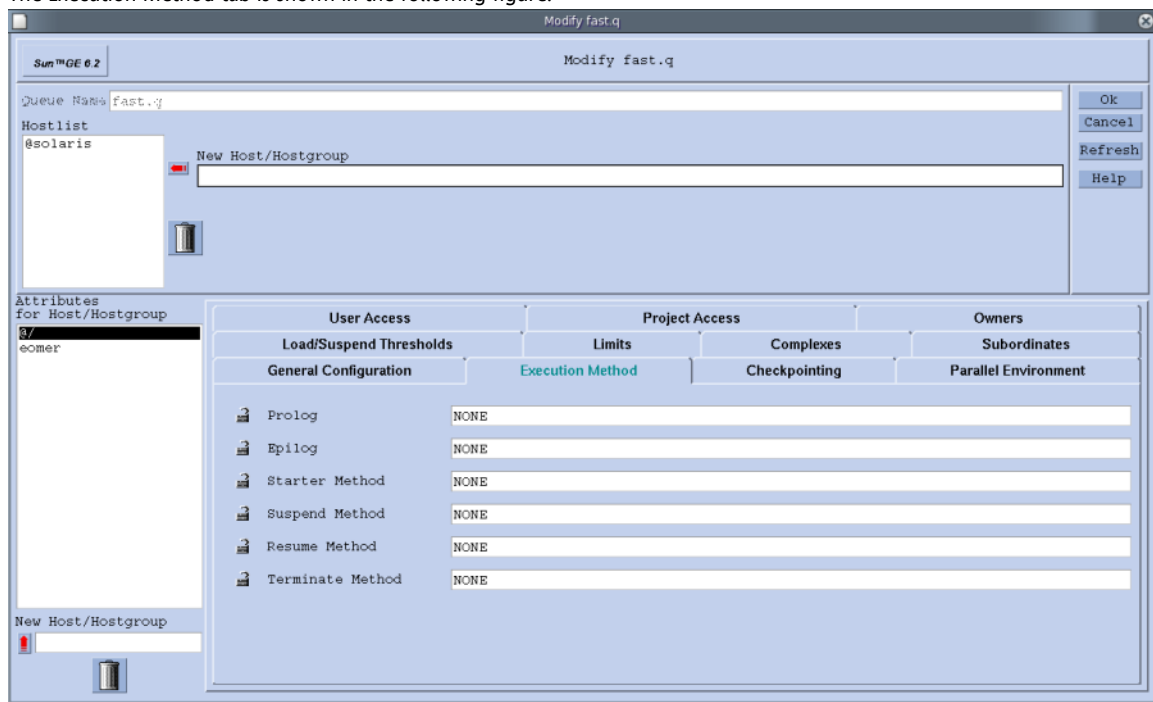 The Execution Method tab is shown in the following figure.
Modify fast.q
Sun™GE 6.2
Modify fast.q
Queue Name fast.q
Hostlist
@solaris
New Host/Hostgroup
Ok
Cancel
Refresh
Help
Attributes
for Host/Hostgroup
@/
eomer
New Host/Hostgroup
User Access Project Access Owners
Load/Suspend Thresholds Limits Complexes Subordinates
General Configuration Execution Method Checkpointing Parallel Environment
Prolog NONE
Epilog NONE
Starter Method NONE
Suspend Method NONE
Resume Method NONE
Terminate Method NONE